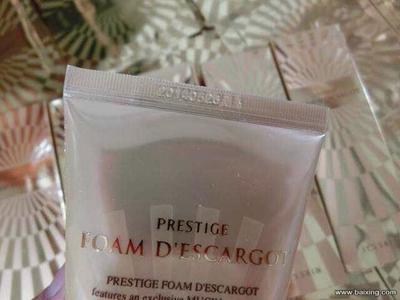 PRESTIGE
FOAM D'ESCARGOT
PRESTIGE FOAM D'ESCARGOT
features an exclusive
www.baixing.com